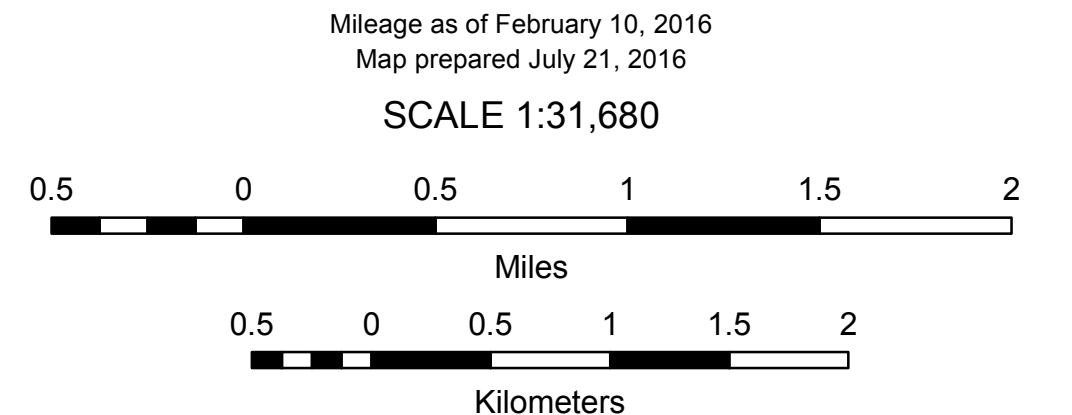 Mileage as of February 10, 2016
Map prepared July 21, 2016
SCALE 1:31,680
0.5 0 0.5 1 1.5 2
Miles
0.5 0 0.5 1 1.5 2
Kilometers